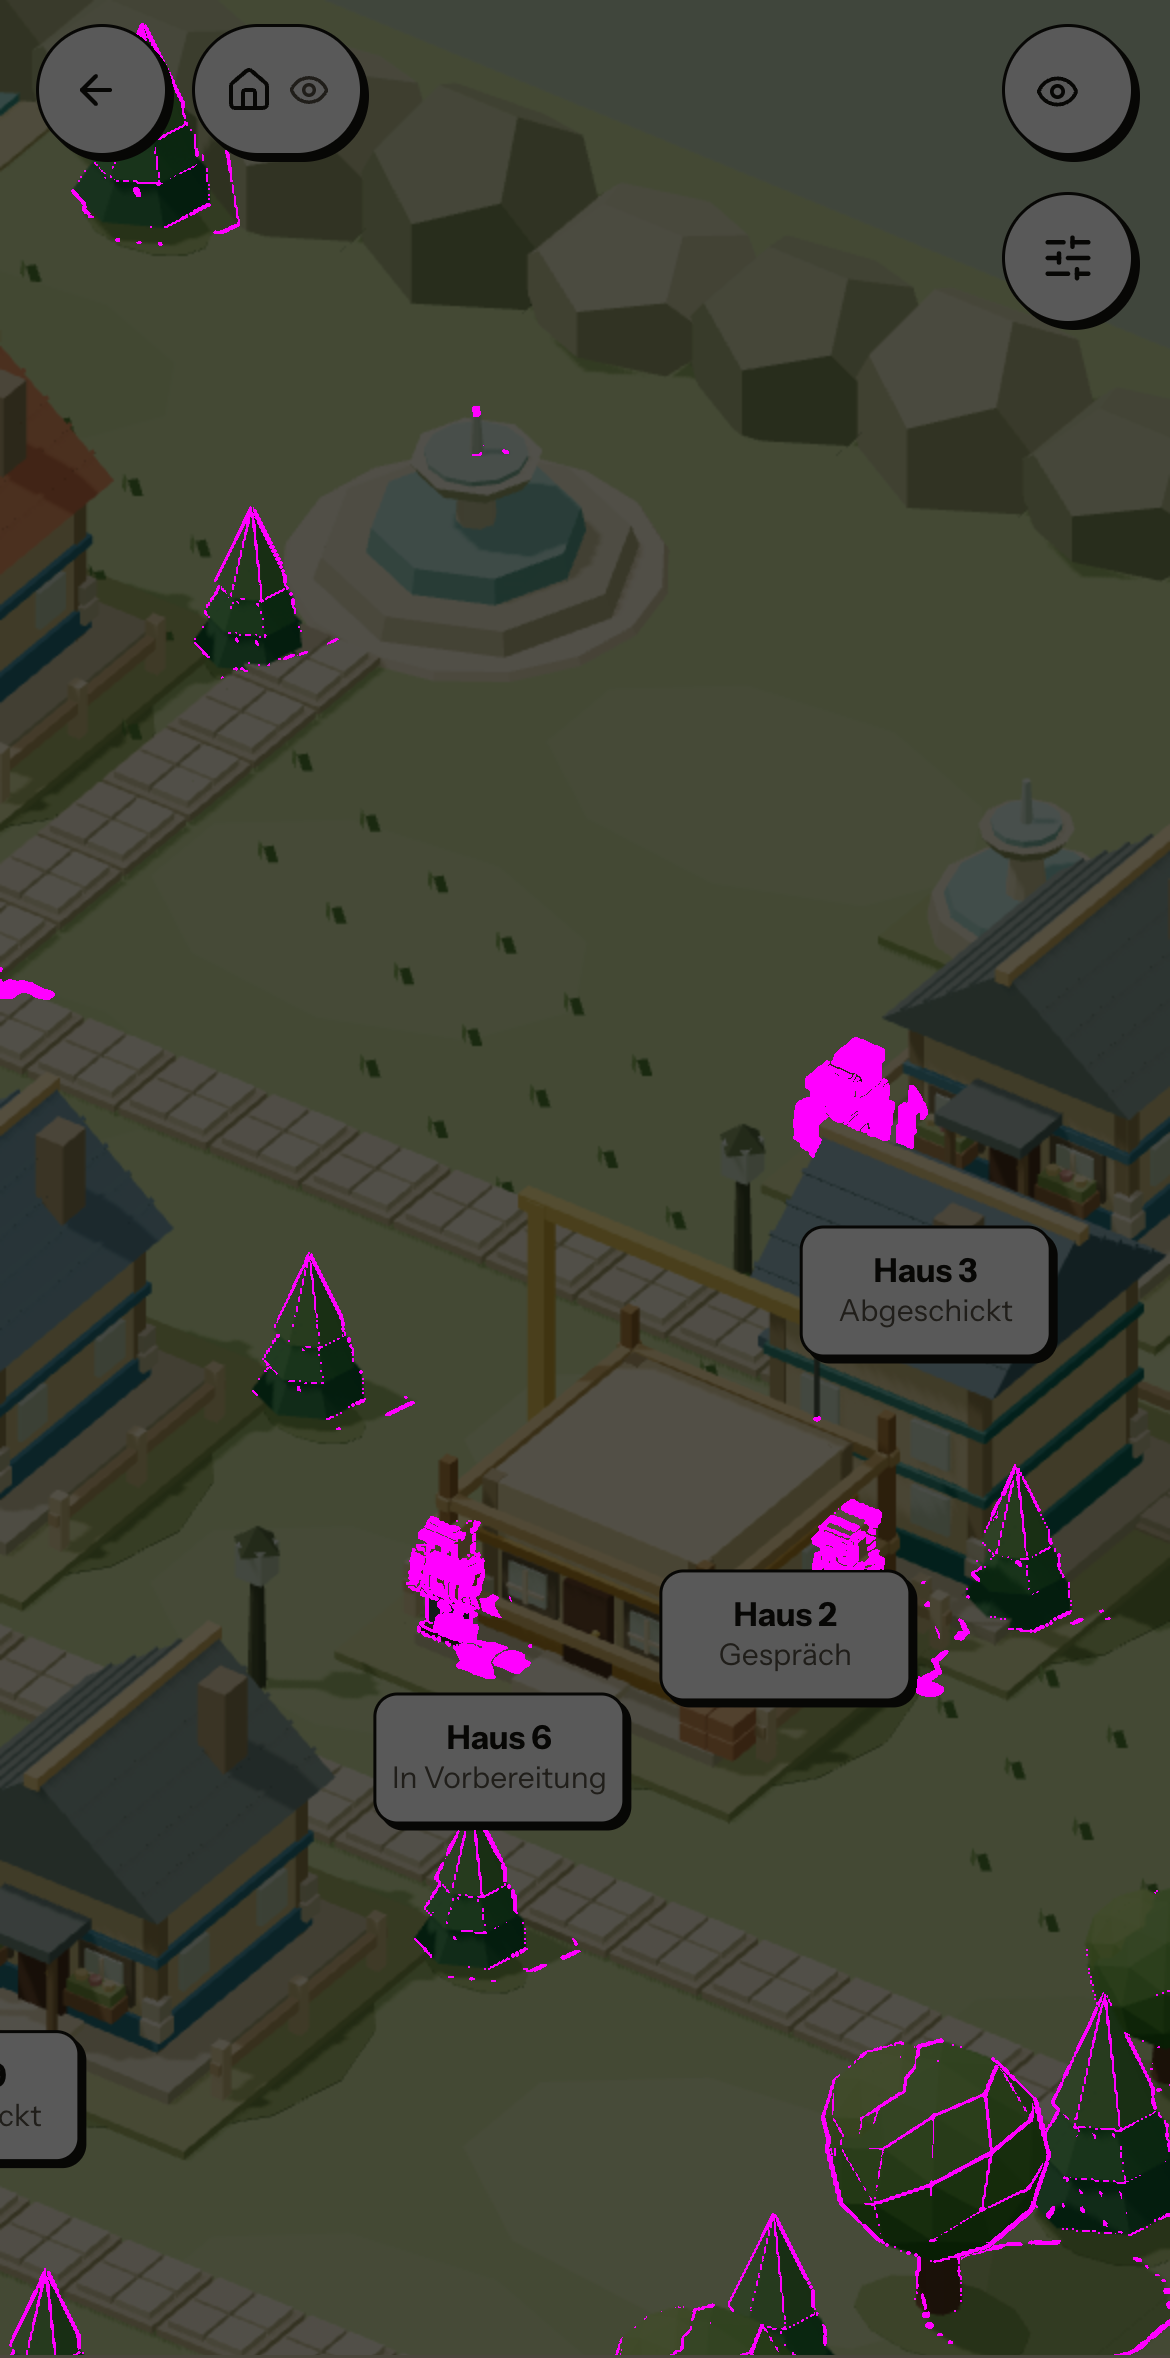 Haus 3
Abgeschickt
Haus 2
Gespräch
Haus 6
In Vorbereitung
ckt